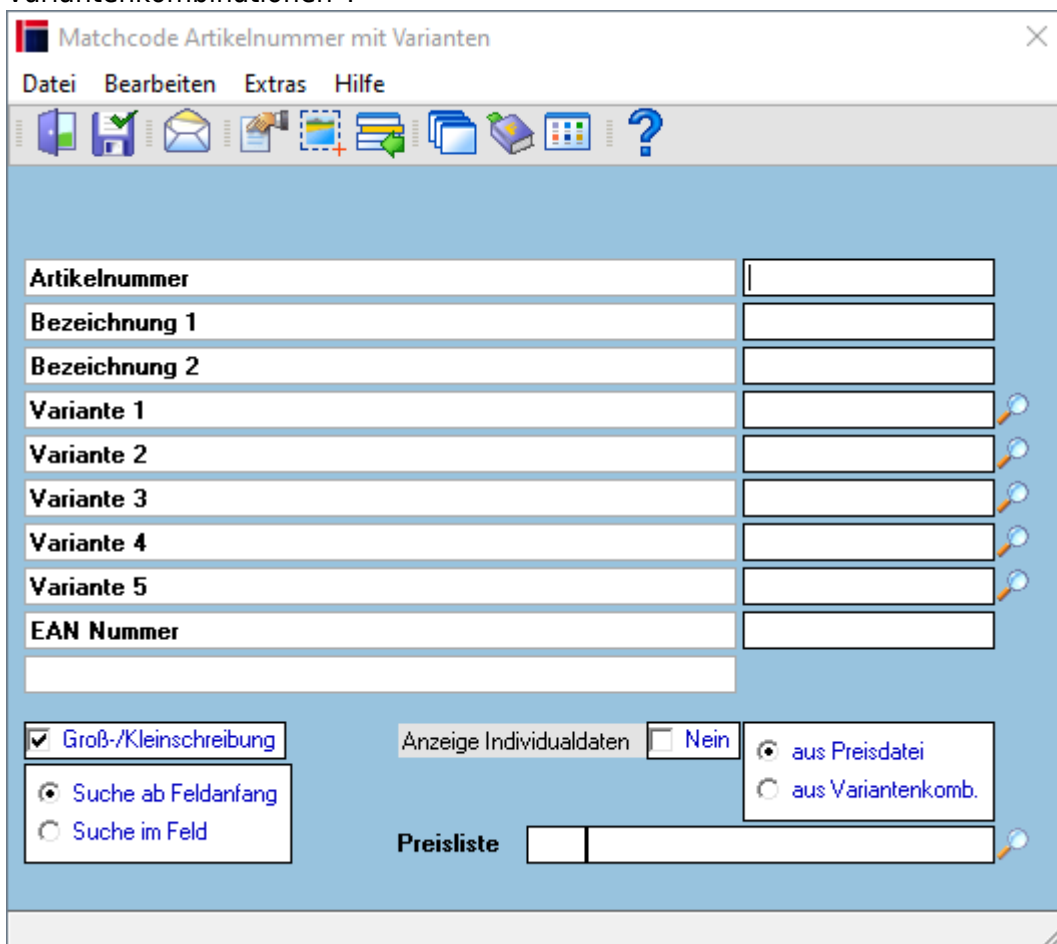 Variantenkombinationen“.
Matchcode Artikelnummer mit Varianten
Datei Bearbeiten Extras Hilfe
Artikelnummer
Bezeichnung 1
Bezeichnung 2
Variante 1
Variante 2
Variante 3
Variante 4
Variante 5
EAN Nummer
Groß-/Kleinschreibung
Anzeige Individualdaten Nein
aus Preisdatei
Suche ab Feldanfang
aus Variantenkomb.
Suche im Feld
Preisliste